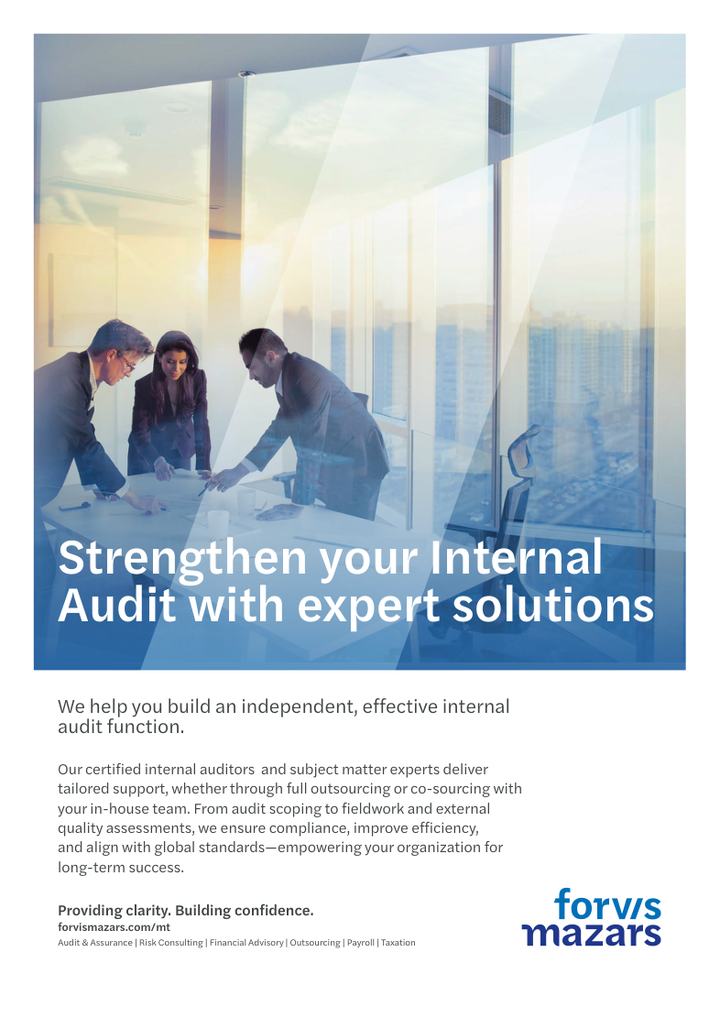 Strengthen your Internal
Audit with expert solutions
We help you build an independent, effective internal
audit function.
Our certified internal auditors  and subject matter experts deliver
tailored support, whether through full outsourcing or co-sourcing with
your in-house team. From audit scoping to fieldwork and external
quality assessments, we ensure compliance, improve efficiency,
and align with global standards—empowering your organization for
long-term success.
Providing clarity. Building confidence.
forvismazars.com/mt
Audit & Assurance | Risk Consulting | Financial Advisory | Outsourcing | Payroll | Taxation
forvis
mazars